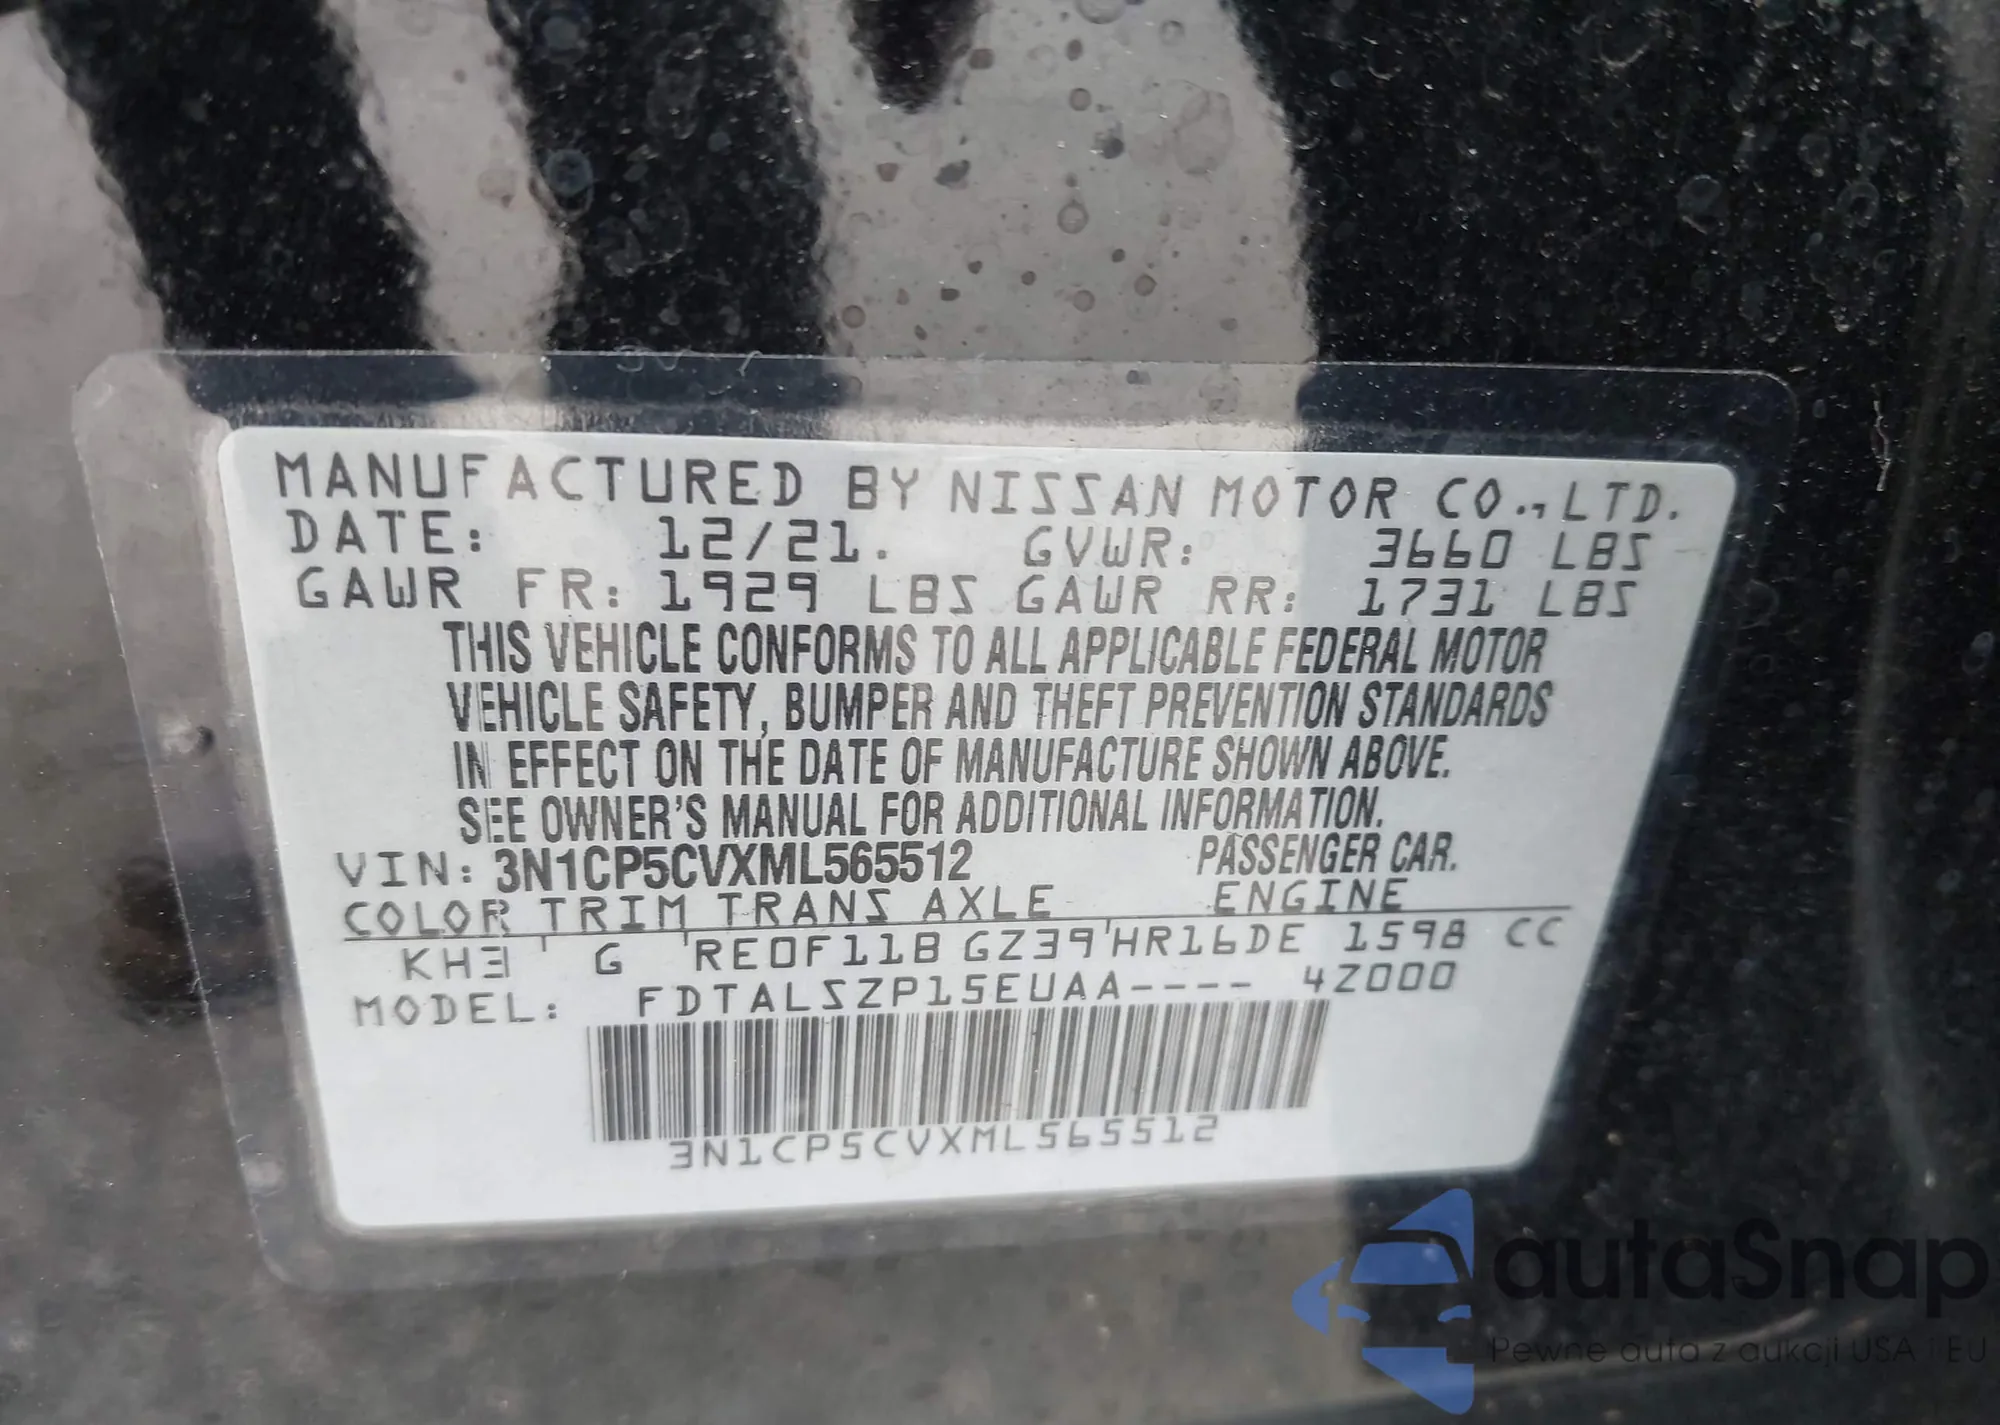 MANUFACTURED BY NISSAN MOTOR CO., LTD.
DATE: 12/21. GVWR: 3660 LBS
GAWR FR: 1929 LBS GAWR RR: 1731 LBS
THIS VEHICLE CONFORMS TO ALL APPLICABLE FEDERAL MOTOR
VEHICLE SAFETY, BUMPER AND THEFT PREVENTION STANDARDS
IN EFFECT ON THE DATE OF MANUFACTURE SHOWN ABOVE.
SEE OWNER'S MANUAL FOR ADDITIONAL INFORMATION.
VIN: 3N1CP5CVXML565512 PASSENGER CAR.
COLOR TRIM TRANS AXLE ENGINE
KH3 G RE0F11B GZ39 HR16DE 1598 CC
MODEL: FDTALSZP15EUAA---- 4Z000
3N1CP5CVXML565512
autaSnap
Pewne auta z aukcji USA i EU